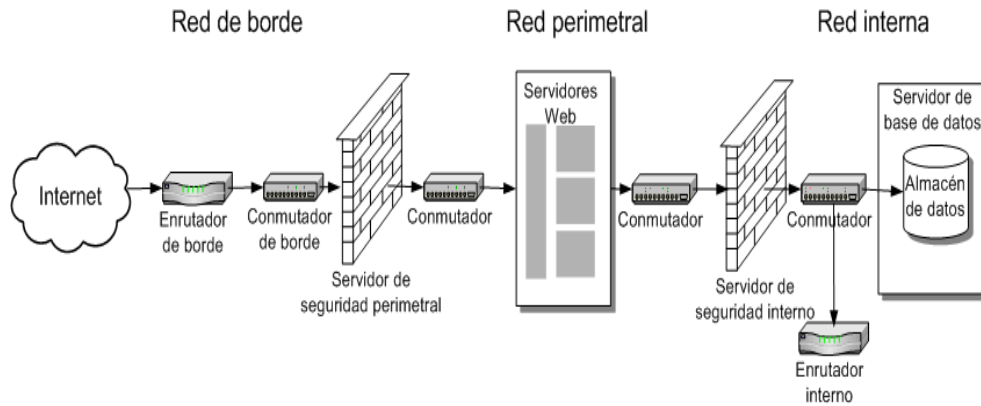 Red de borde
Red perimetral
Red interna
Internet
Enrutador
de borde
Conmutador
de borde
Servidor de
seguridad perimetral
Conmutador
Servidores
Web
Conmutador
Servidor de
seguridad interno
Conmutador
Servidor de
base de datos
Almacén
de datos
Enrutador
interno